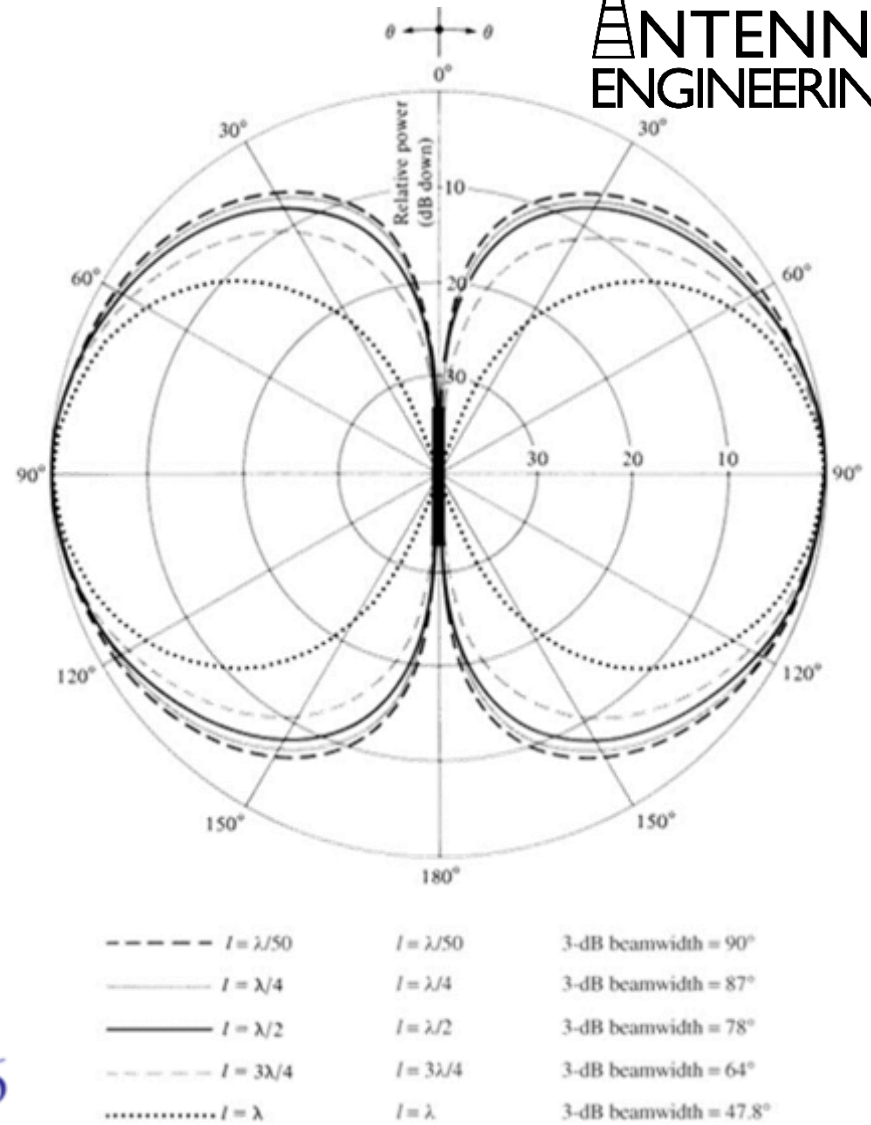 θ θ
ANTENN
ENGINEERIN
0°
30° 30°
Relative power
(dB down)
10
60° 20 60°
30
90° 30 20 10 90°
120° 120°
150° 150°
180°
l = λ/50 l = λ/50 3-dB beamwidth = 90°
l = λ/4 l = λ/4 3-dB beamwidth = 87°
l = λ/2 l = λ/2 3-dB beamwidth = 78°
l = 3λ/4 l = 3λ/4 3-dB beamwidth = 64°
l = λ l = λ 3-dB beamwidth = 47.8°